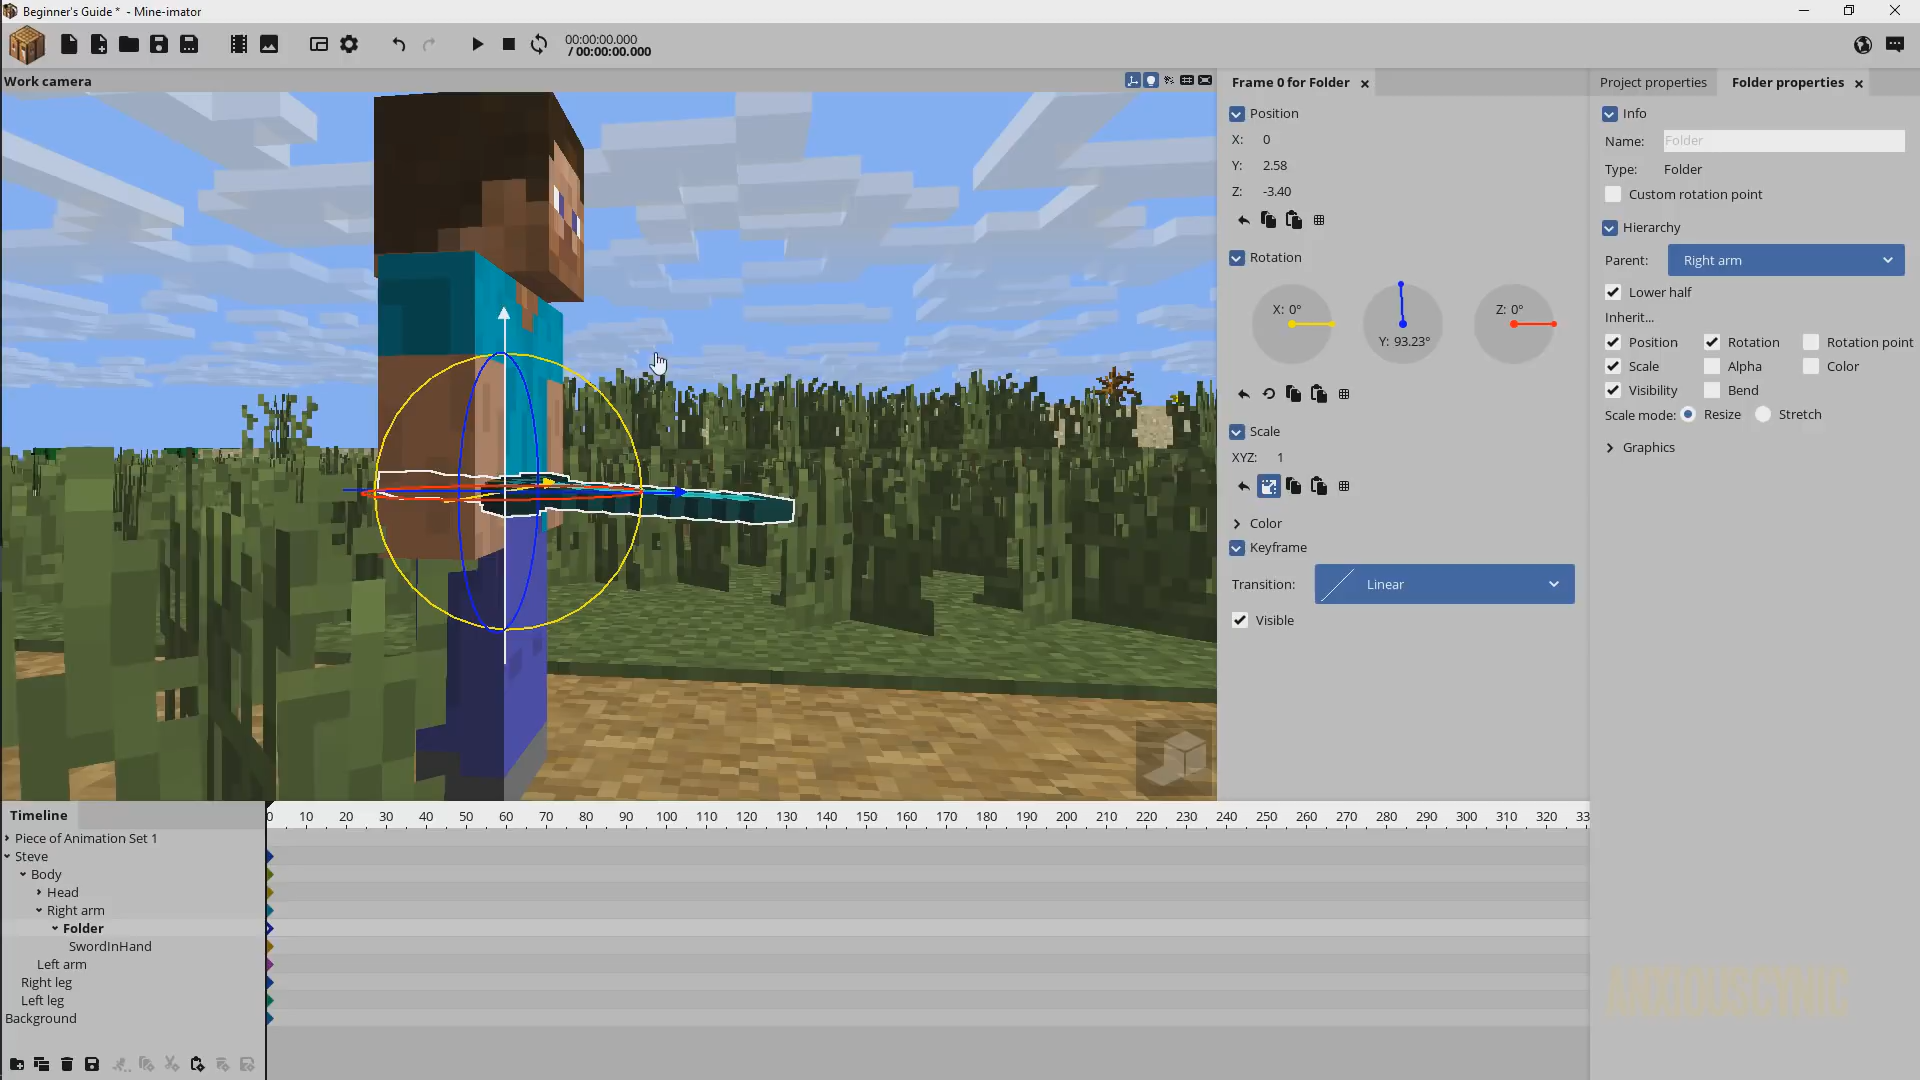 Beginner's Guide * - Mine-imator
00:00:00.000
/ 00:00:00.000
Work camera
Frame 0 for Folder
Position
X: 0
Y: 2.58
Z: -3.40
Rotation
X: 0°
Y: 93.23°
Z: 0°
Scale
XYZ: 1
Color
Keyframe
Transition: Linear
Visible
Project properties
Folder properties
Info
Name: Folder
Type: Folder
Custom rotation point
Hierarchy
Parent: Right arm
Lower half
Inherit...
Position Rotation Rotation point
Scale Alpha Color
Visibility Bend
Scale mode: Resize Stretch
Graphics
Timeline
0 10 20 30 40 50 60 70 80 90 100 110 120 130 140 150 160 170 180 190 200 210 220 230 240 250 260 270 280 290 300 310 320 33
Piece of Animation Set 1
Steve
Body
Head
Right arm
Folder
SwordInHand
Left arm
Right leg
Left leg
Background
ANXIOUSCYNIC